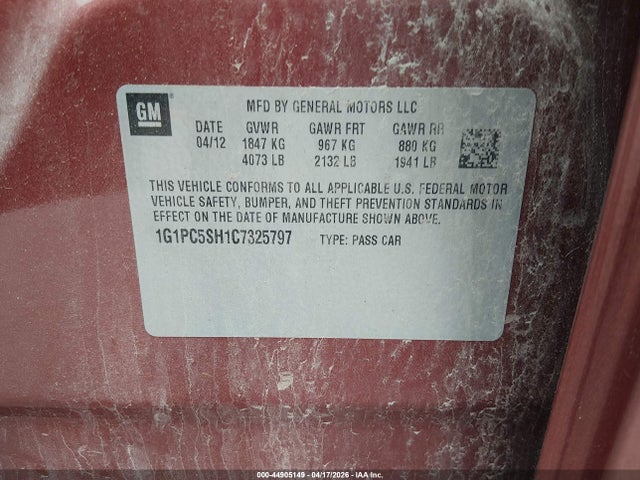 GM
MFD BY GENERAL MOTORS LLC
DATE GVWR GAWR FRT GAWR RR
04/12 1847 KG 967 KG 880 KG
4073 LB 2132 LB 1941 LB
THIS VEHICLE CONFORMS TO ALL APPLICABLE U.S. FEDERAL MOTOR
VEHICLE SAFETY, BUMPER, AND THEFT PREVENTION STANDARDS IN
EFFECT ON THE DATE OF MANUFACTURE SHOWN ABOVE.
1G1PC5SH1C7325797 TYPE: PASS CAR
000-44905149 - 04/17/2026 - IAA Inc.